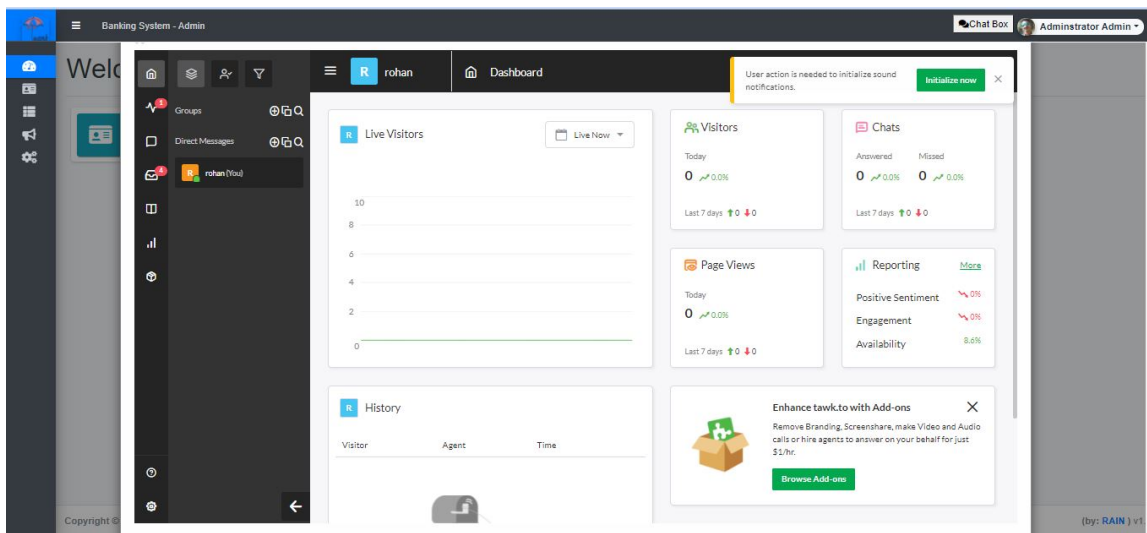 Banking System - Admin
Chat Box
Adminstrator Admin
Welc
R rohan
Dashboard
User action is needed to initialize sound notifications.
Initialize now
1
Groups
Direct Messages
4
R rohan (You)
R Live Visitors
Live Now
10
8
6
4
2
0
Visitors
Today
0 0.0%
Last 7 days 0 0
Chats
Answered Missed
0 0.0% 0 0.0%
Last 7 days 0 0
Page Views
Today
0 0.0%
Last 7 days 0 0
Reporting More
Positive Sentiment 0%
Engagement 0%
Availability 8.6%
R History
Visitor Agent Time
Enhance tawk.to with Add-ons
Remove Branding, Screenshare, make Video and Audio
calls or hire agents to answer on your behalf for just
$1/hr.
Browse Add-ons
Copyright ©
(by: RAIN ) v1